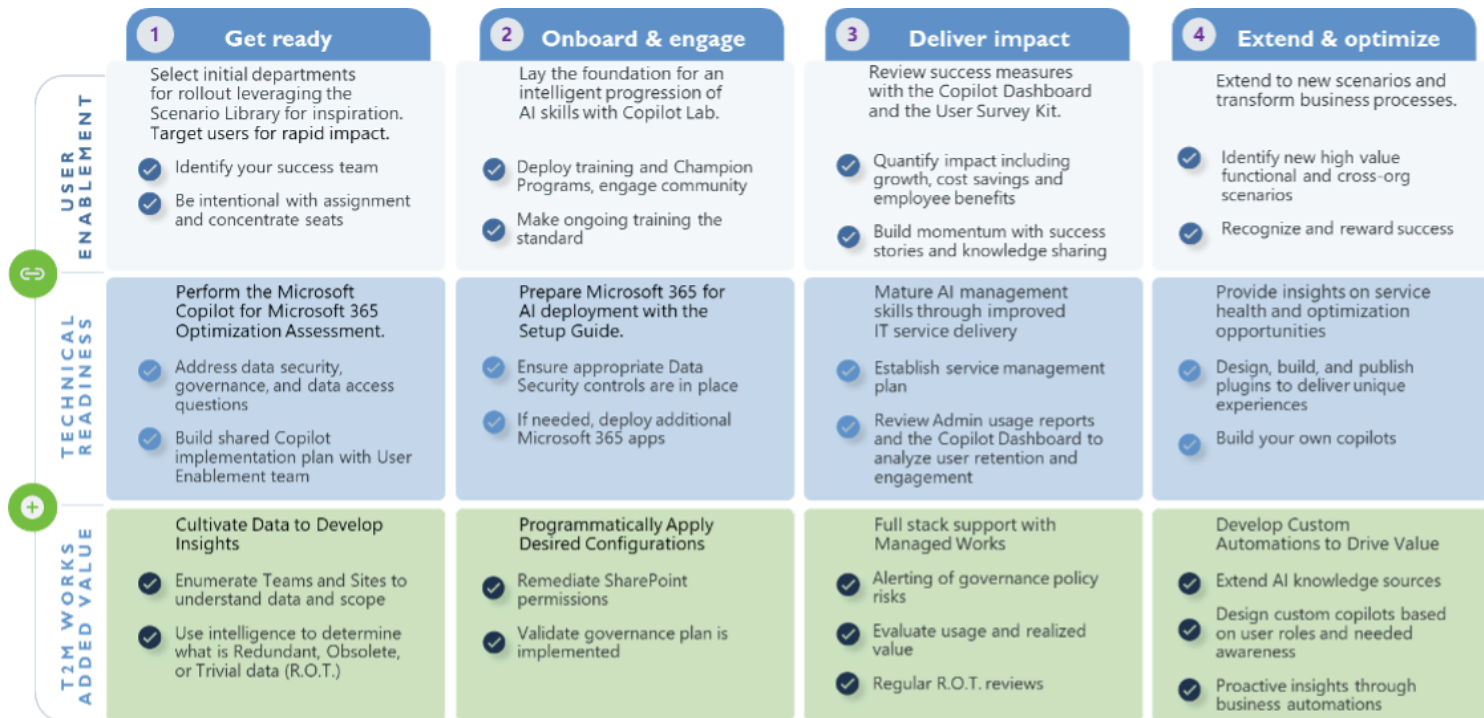 1 Get ready
2 Onboard & engage
3 Deliver impact
4 Extend & optimize
USER
ENABLEMENT
Select initial departments
for rollout leveraging the
Scenario Library for inspiration.
Target users for rapid impact.
Identify your success team
Be intentional with assignment
and concentrate seats
Lay the foundation for an
intelligent progression of
AI skills with Copilot Lab.
Deploy training and Champion
Programs, engage community
Make ongoing training the
standard
Review success measures
with the Copilot Dashboard
and the User Survey Kit.
Quantify impact including
growth, cost savings and
employee benefits
Build momentum with success
stories and knowledge sharing
Extend to new scenarios and
transform business processes.
Identify new high value
functional and cross-org
scenarios
Recognize and reward success
TECHNICAL
READINESS
Perform the Microsoft
Copilot for Microsoft 365
Optimization Assessment.
Address data security,
governance, and data access
questions
Build shared Copilot
implementation plan with User
Enablement team
Prepare Microsoft 365 for
AI deployment with the
Setup Guide.
Ensure appropriate Data
Security controls are in place
If needed, deploy additional
Microsoft 365 apps
Mature AI management
skills through improved
IT service delivery
Establish service management
plan
Review Admin usage reports
and the Copilot Dashboard to
analyze user retention and
engagement
Provide insights on service
health and optimization
opportunities
Design, build, and publish
plugins to deliver unique
experiences
Build your own copilots
T2M WORKS
ADDED VALUE
Cultivate Data to Develop
Insights
Enumerate Teams and Sites to
understand data and scope
Use intelligence to determine
what is Redundant, Obsolete,
or Trivial data (R.O.T.)
Programmatically Apply
Desired Configurations
Remediate SharePoint
permissions
Validate governance plan is
implemented
Full stack support with
Managed Works
Alerting of governance policy
risks
Evaluate usage and realized
value
Regular R.O.T. reviews
Develop Custom
Automations to Drive Value
Extend AI knowledge sources
Design custom copilots based
on user roles and needed
awareness
Proactive insights through
business automations